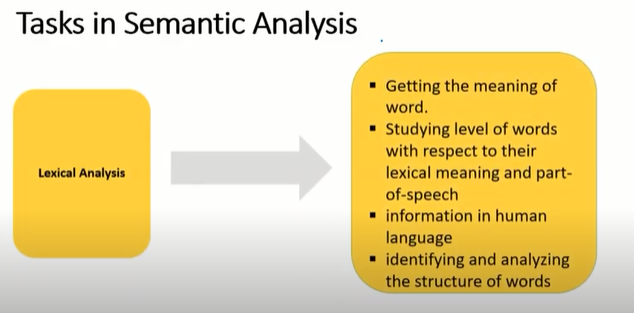 Tasks in Semantic Analysis
Lexical Analysis
▪ Getting the meaning of
word.
▪ Studying level of words
with respect to their
lexical meaning and part-
of-speech
▪ information in human
language
▪ identifying and analyzing
the structure of words